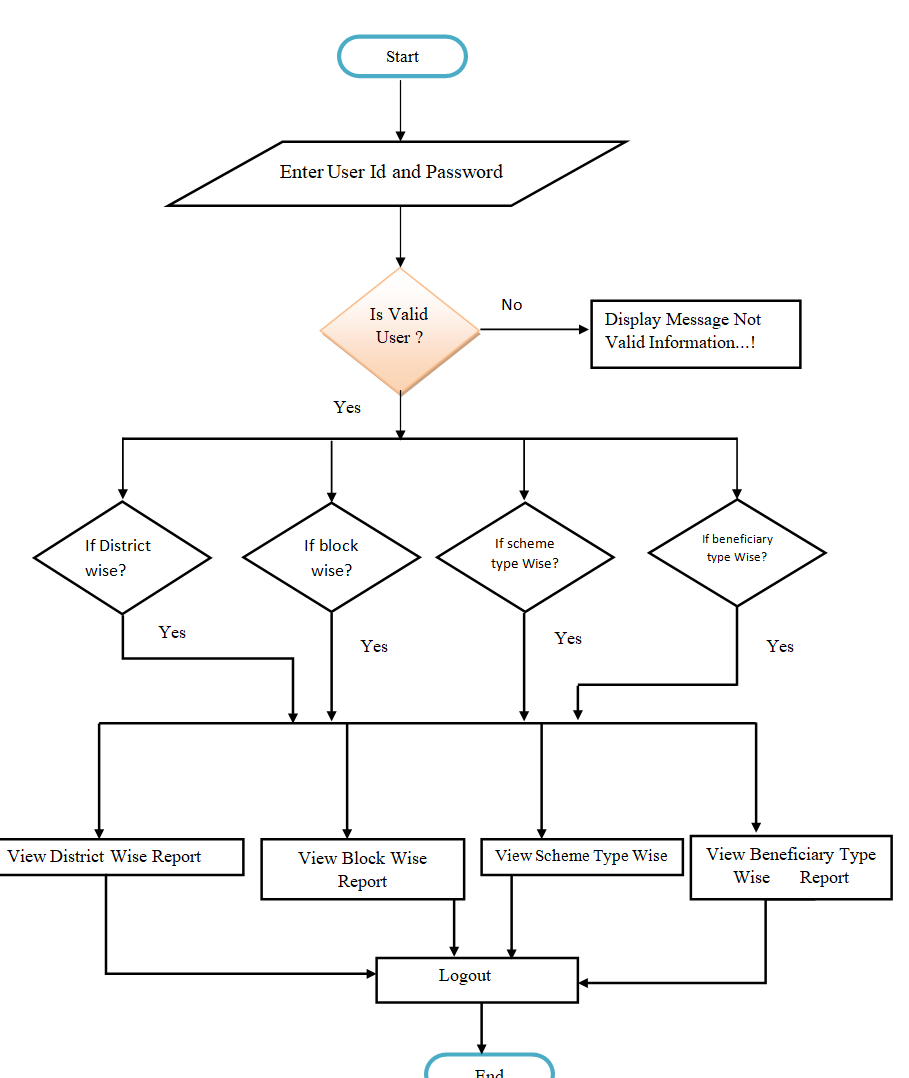 Start
Enter User Id and Password
Is Valid
User ?
No
Display Message Not
Valid Information...!
Yes
If District
wise?
If block
wise?
If scheme
type Wise?
If beneficiary
type Wise?
Yes
Yes
Yes
Yes
View District Wise Report
View Block Wise
Report
View Scheme Type Wise
View Beneficiary Type
Wise Report
Logout
End